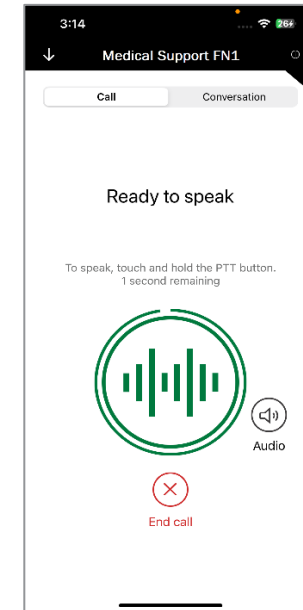 3:14
26
Medical Support FN1
Call
Conversation
Ready to speak
To speak, touch and hold the PTT button.
1 second remaining
Audio
End call